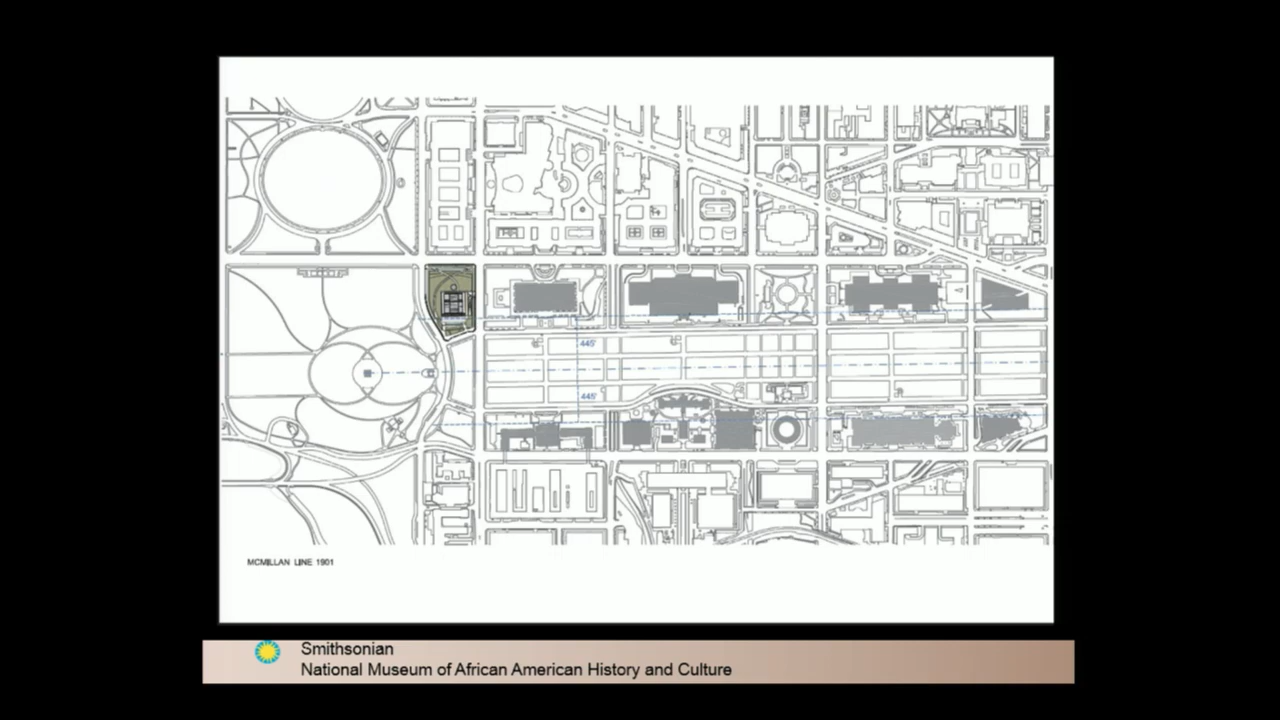 445'
445'
MCMILLAN LINE 1901
Smithsonian
National Museum of African American History and Culture